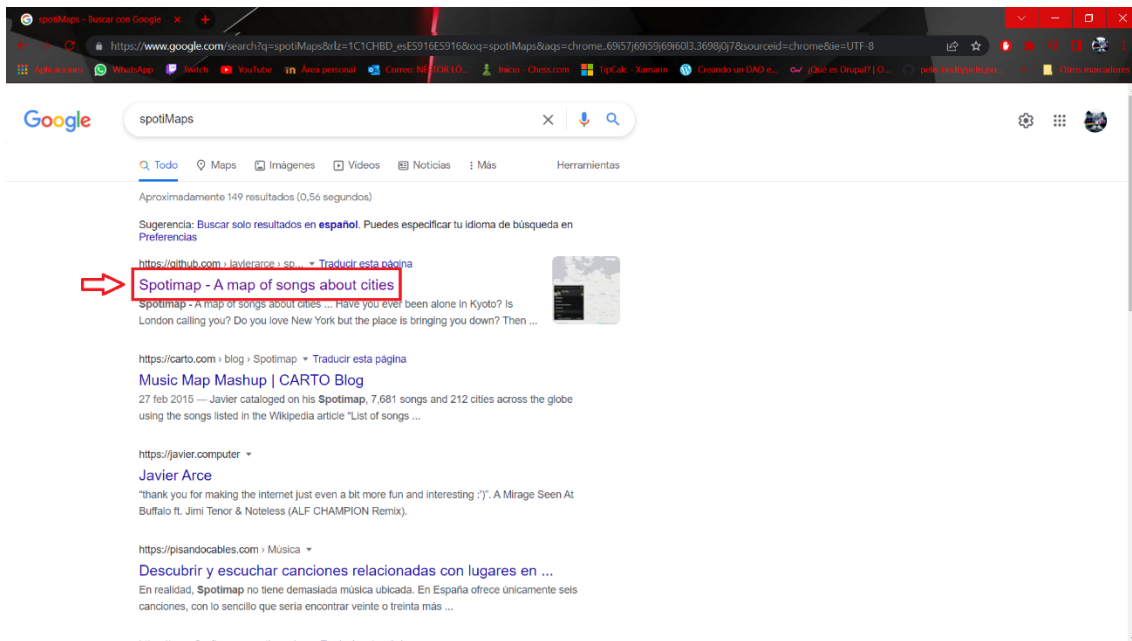 spotiMaps - Buscar con Google
https://www.google.com/search?q=spotiMaps&rlz=1C1CHBD_esES916ES916&oq=spotiMaps&aqs=chrome..69i57j69i59j69i60l3.3698j0j7&sourceid=chrome&ie=UTF-8
Aplicaciones WhatsApp Twitch YouTube Área personal Correo: NÉSTOR LÓ... Inicio - Chess.com TipCalc - Xamarin Creando un DAO e... ¿Qué es Drupal? | O... Otros marcadores
Google
spotiMaps
Todo Maps Imágenes Vídeos Noticias Más Herramientas
Aproximadamente 149 resultados (0,56 segundos)
Sugerencia: Buscar solo resultados en español. Puedes especificar tu idioma de búsqueda en
Preferencias
https://github.com › javierarce › sp... Traducir esta página
Spotimap - A map of songs about cities
Spotimap - A map of songs about cities ... Have you ever been alone in Kyoto? Is
London calling you? Do you love New York but the place is bringing you down? Then ...
https://carto.com › blog › Spotimap Traducir esta página
Music Map Mashup | CARTO Blog
27 feb 2015 — Javier cataloged on his Spotimap, 7,681 songs and 212 cities across the globe
using the songs listed in the Wikipedia article "List of songs ...
https://javier.computer
Javier Arce
"thank you for making the internet just even a bit more fun and interesting :')". A Mirage Seen At
Buffalo ft. Jimi Tenor & Noteless (ALF CHAMPION Remix).
https://pisandocables.com › Música
Descubrir y escuchar canciones relacionadas con lugares en ...
En realidad, Spotimap no tiene demasiada música ubicada. En España ofrece únicamente seis
canciones, con lo sencillo que sería encontrar veinte o treinta más ...